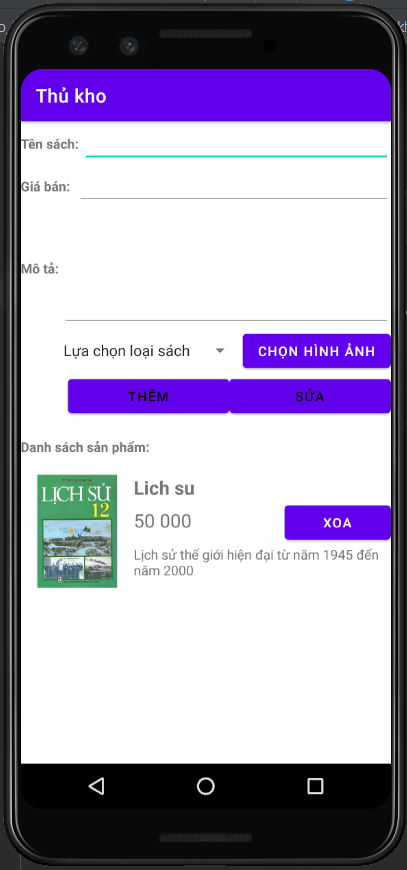 Thủ kho
Tên sách:
Giá bán:
Mô tả:
Lựa chọn loại sách
CHỌN HÌNH ẢNH
THÊM
SỬA
Danh sách sản phẩm:
LỊCH SỬ
12
Lich su
50 000
XOA
Lịch sử thế giới hiện đại từ năm 1945 đến
năm 2000